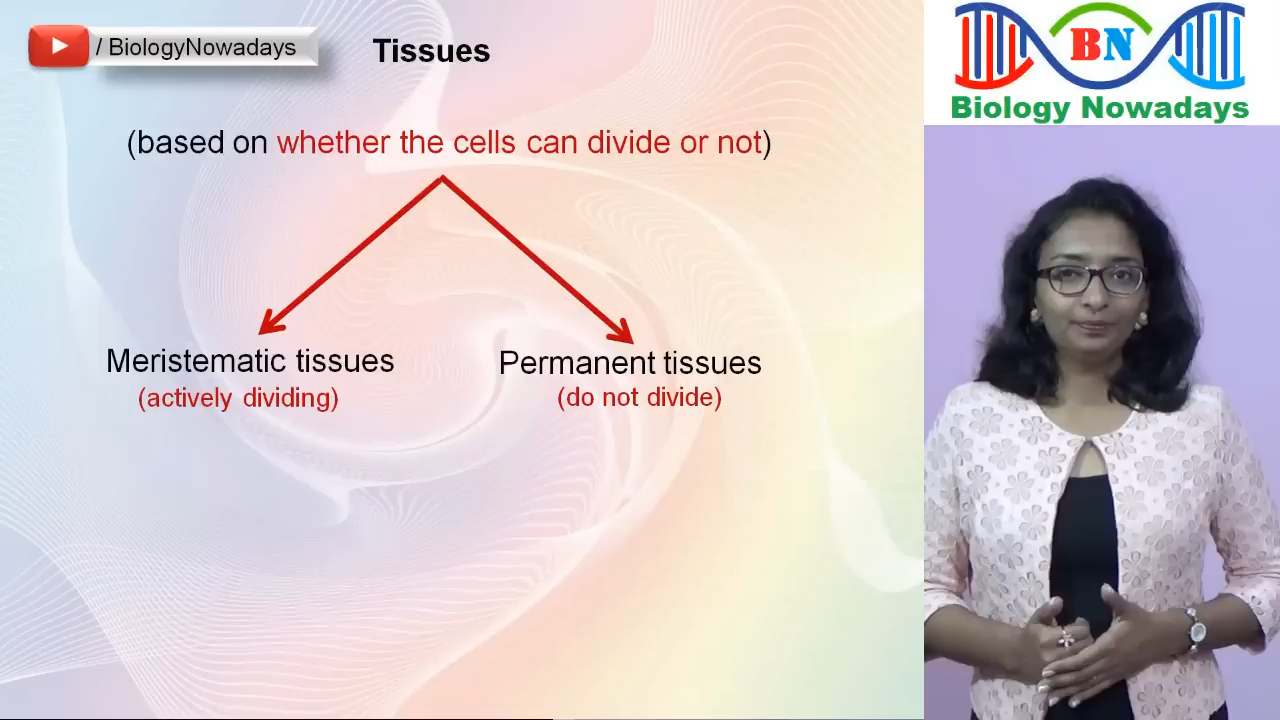 / BiologyNowadays
Tissues
BN
Biology Nowadays
(based on whether the cells can divide or not)
Meristematic tissues
Permanent tissues
(actively dividing)
(do not divide)